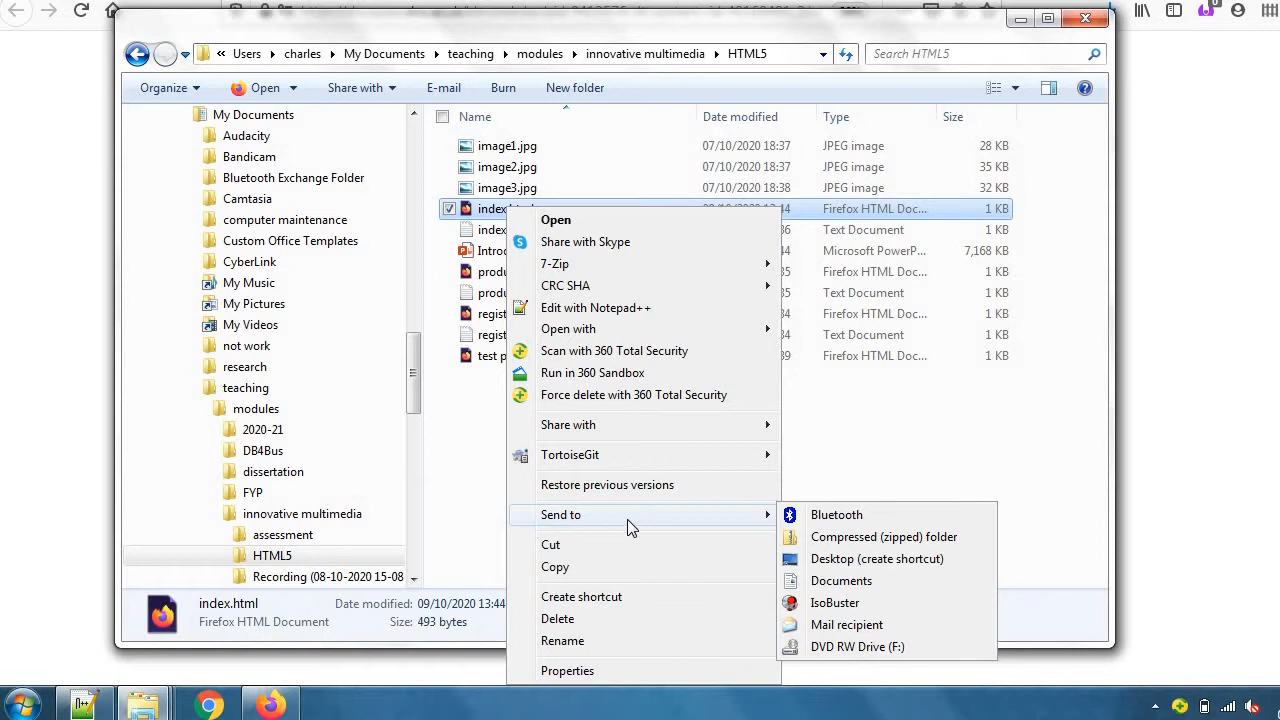 « Users charles My Documents teaching modules innovative multimedia HTML5
Search HTML5
Organize Open Share with E-mail Burn New folder
My Documents
Audacity
Bandicam
Bluetooth Exchange Folder
Camtasia
computer maintenance
Custom Office Templates
CyberLink
My Music
My Pictures
My Videos
not work
research
teaching
modules
2020-21
DB4Bus
dissertation
FYP
innovative multimedia
assessment
HTML5
Recording (08-10-2020 15-08
Name Date modified Type Size
image1.jpg 07/10/2020 18:37 JPEG image 28 KB
image2.jpg 07/10/2020 18:37 JPEG image 35 KB
image3.jpg 07/10/2020 18:38 JPEG image 32 KB
index Firefox HTML Doc... 1 KB
index Text Document 1 KB
Microsoft PowerP... 7,168 KB
Firefox HTML Doc... 1 KB
Text Document 1 KB
Firefox HTML Doc... 1 KB
Text Document 1 KB
test p Firefox HTML Doc... 1 KB
Open
Share with Skype
7-Zip
CRC SHA
Edit with Notepad++
Open with
Scan with 360 Total Security
Run in 360 Sandbox
Force delete with 360 Total Security
Share with
TortoiseGit
Restore previous versions
Send to
Cut
Copy
Create shortcut
Delete
Rename
Properties
Bluetooth
Compressed (zipped) folder
Desktop (create shortcut)
Documents
IsoBuster
Mail recipient
DVD RW Drive (F:)
index.html Date modified: 09/10/2020 13:44
Firefox HTML Document Size: 493 bytes